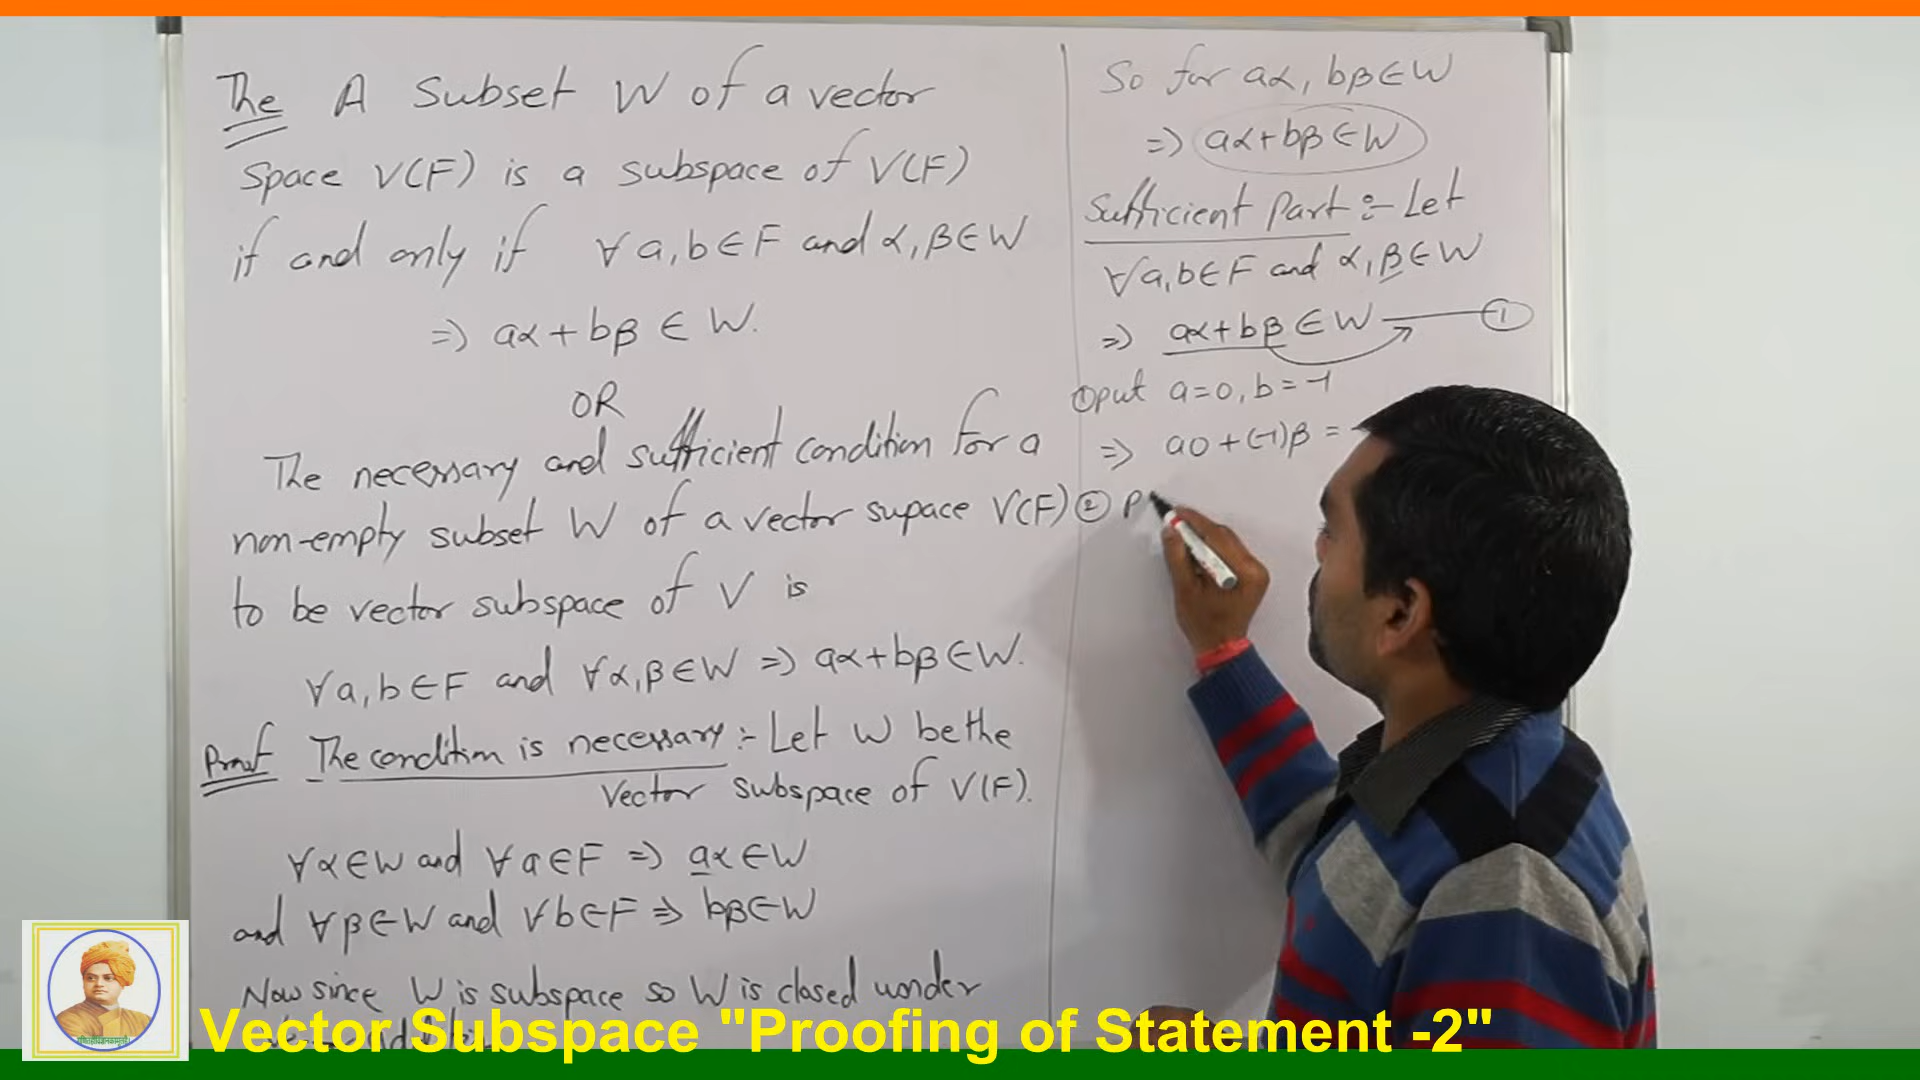 The A Subset W of a vector
Space V(F) is a subspace of V(F)
if and only if ∀ a, b ∈ F and α, β ∈ W
=> aα + bβ ∈ W.
OR
The necessary and sufficient condition for a
non-empty subset W of a vector supace V(F)
to be vector subspace of V is
∀ a, b ∈ F and ∀ α, β ∈ W => aα + bβ ∈ W.
Proof The condition is necessary :- Let W be the
vector subspace of V(F).
∀ α ∈ W and ∀ a ∈ F => aα ∈ W
and ∀ β ∈ W and ∀ b ∈ F => bβ ∈ W
Now since W is subspace so W is closed under
So for aα, bβ ∈ W
=> aα + bβ ∈ W
Sufficient Part :- Let
∀ a, b ∈ F and α, β ∈ W
=> aα + bβ ∈ W — ①
① put a = 0, b = -1
=> a0 + (-1)β =
② P
Vector Subspace "Proofing of Statement -2"